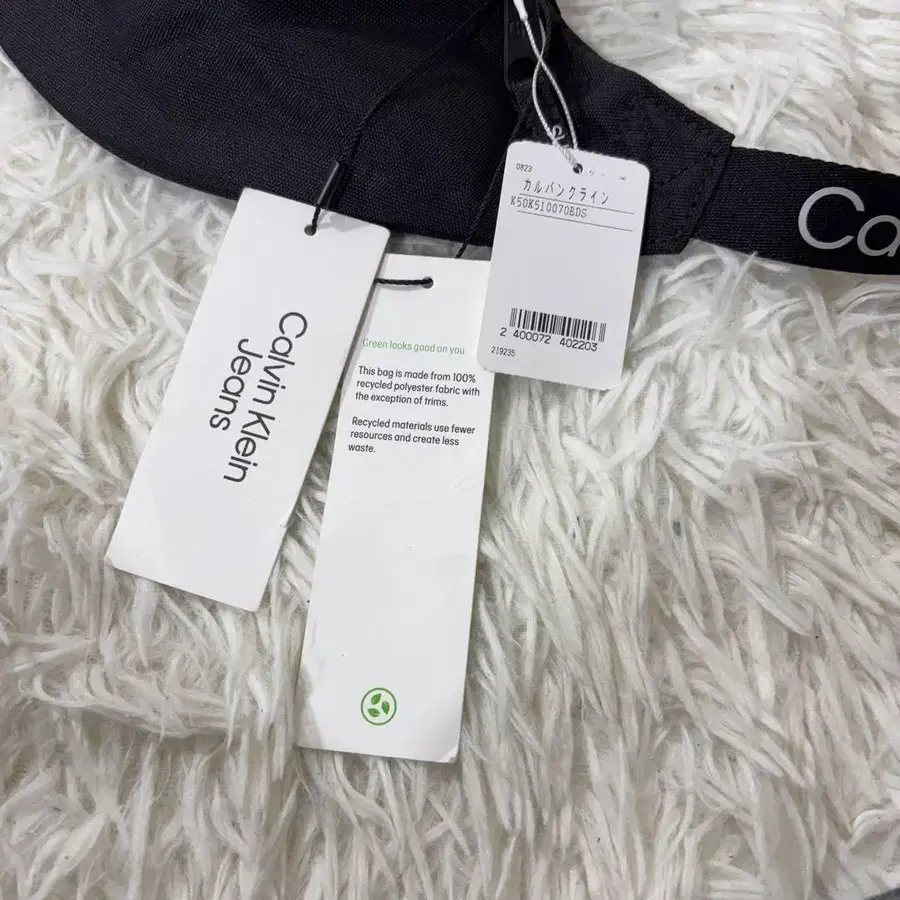 Calvin Klein
Jeans
Green looks good on you.
This bag is made from 100%
recycled polyester fabric with
the exception of trims.
Recycled materials use fewer
resources and create less
waste.
0823
カルバンクライン
K50K510070BDS
2 400072 402203
219235
Ca